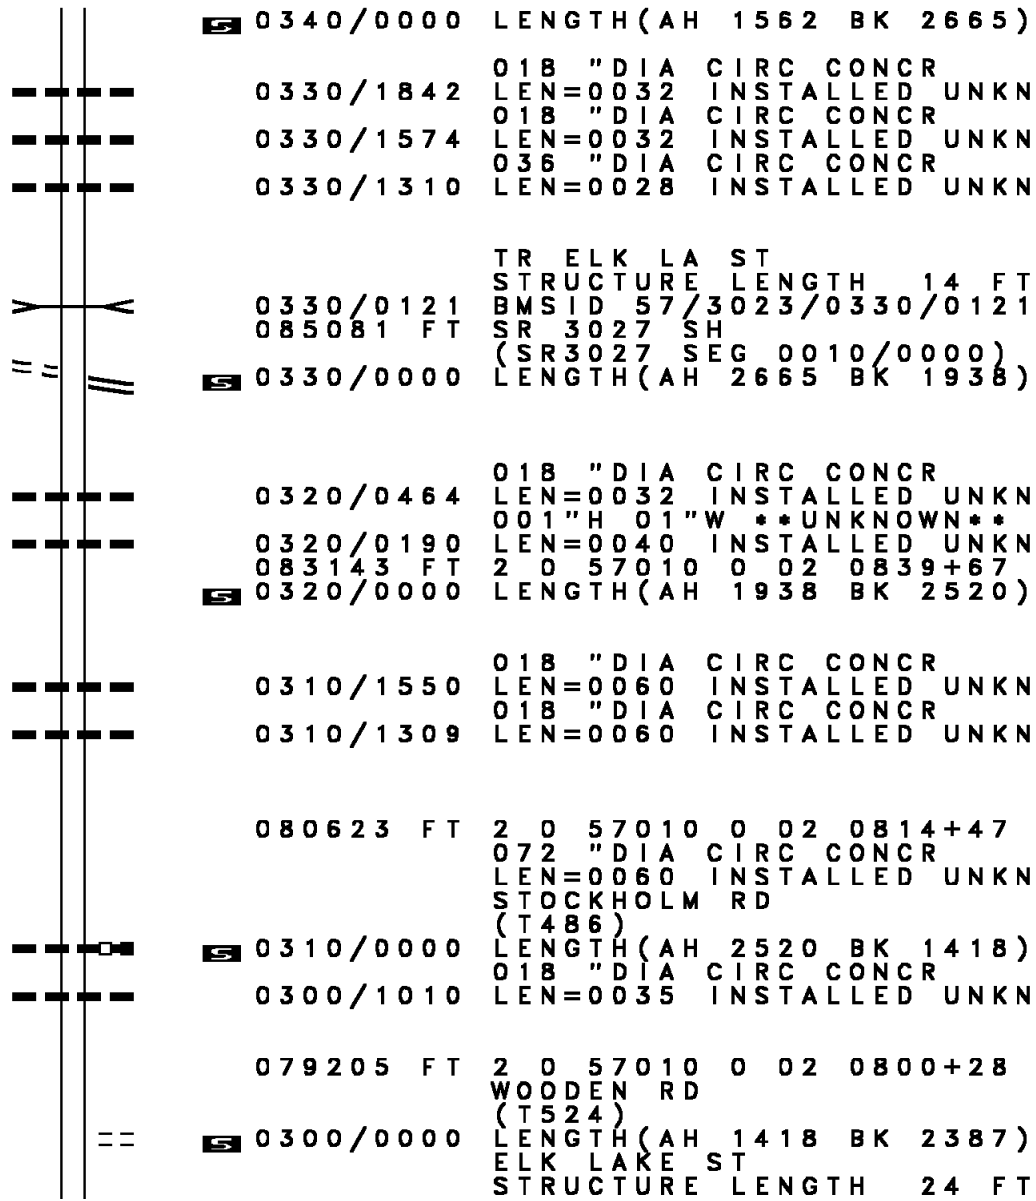 S 0340/0000 LENGTH(AH 1562 BK 2665)
018 "DIA CIRC CONCR
0330/1842 LEN=0032 INSTALLED UNKN
018 "DIA CIRC CONCR
0330/1574 LEN=0032 INSTALLED UNKN
036 "DIA CIRC CONCR
0330/1310 LEN=0028 INSTALLED UNKN
TR ELK LA ST
STRUCTURE LENGTH 14 FT
0330/0121 BMSID 57/3023/0330/0121
085081 FT SR 3027 SH
(SR3027 SEG 0010/0000)
S 0330/0000 LENGTH(AH 2665 BK 1938)
018 "DIA CIRC CONCR
0320/0464 LEN=0032 INSTALLED UNKN
001"H 01"W **UNKNOWN**
0320/0190 LEN=0040 INSTALLED UNKN
083143 FT 2 0 57010 0 02 0839+67
S 0320/0000 LENGTH(AH 1938 BK 2520)
018 "DIA CIRC CONCR
0310/1550 LEN=0060 INSTALLED UNKN
018 "DIA CIRC CONCR
0310/1309 LEN=0060 INSTALLED UNKN
080623 FT 2 0 57010 0 02 0814+47
072 "DIA CIRC CONCR
LEN=0060 INSTALLED UNKN
STOCKHOLM RD
(T486)
S 0310/0000 LENGTH(AH 2520 BK 1418)
018 "DIA CIRC CONCR
0300/1010 LEN=0035 INSTALLED UNKN
079205 FT 2 0 57010 0 02 0800+28
WOODEN RD
(T524)
S 0300/0000 LENGTH(AH 1418 BK 2387)
ELK LAKE ST
STRUCTURE LENGTH 24 FT